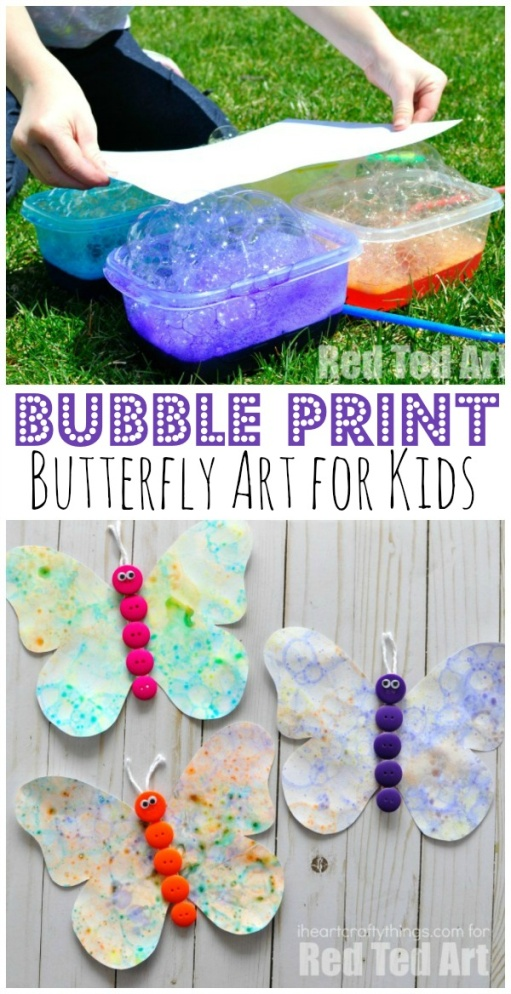 Red Ted Art
BUBBLE PRINT
BUTTERFLY ART FOR KIDS
iheartcraftythings.com for
Red Ted Art